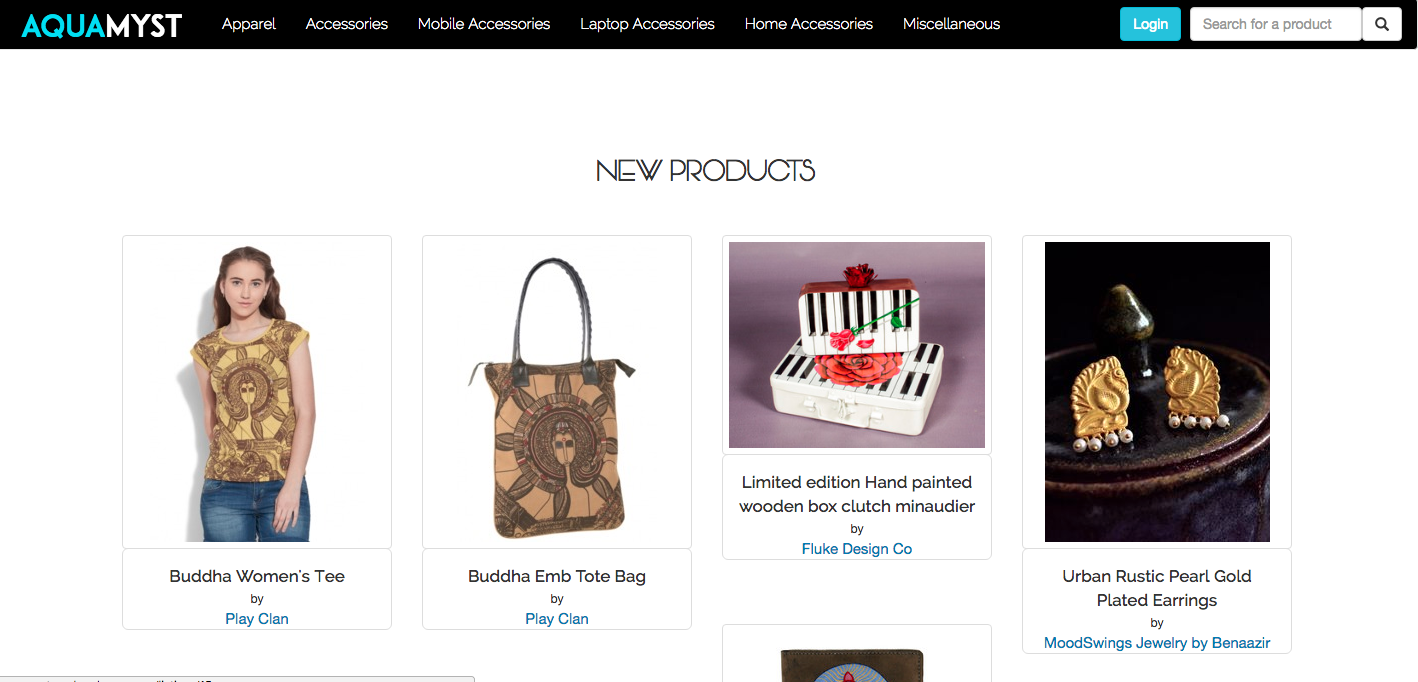 AQUAMYST Apparel Accessories Mobile Accessories Laptop Accessories Home Accessories Miscellaneous Login Search for a product
NEW PRODUCTS
Buddha Women's Tee
by
Play Clan
Buddha Emb Tote Bag
by
Play Clan
Limited edition Hand painted
wooden box clutch minaudier
by
Fluke Design Co
Urban Rustic Pearl Gold
Plated Earrings
by
MoodSwings Jewelry by Benaazir